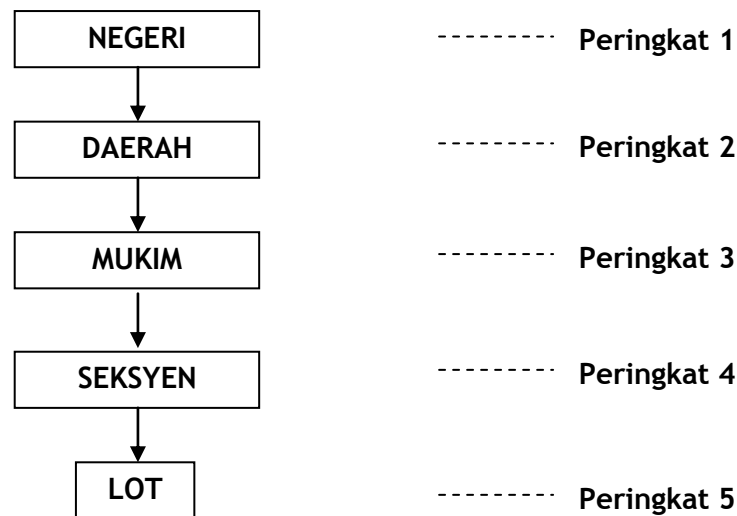 NEGERI ---------- Peringkat 1
DAERAH ---------- Peringkat 2
MUKIM ---------- Peringkat 3
SEKSYEN ---------- Peringkat 4
LOT ---------- Peringkat 5